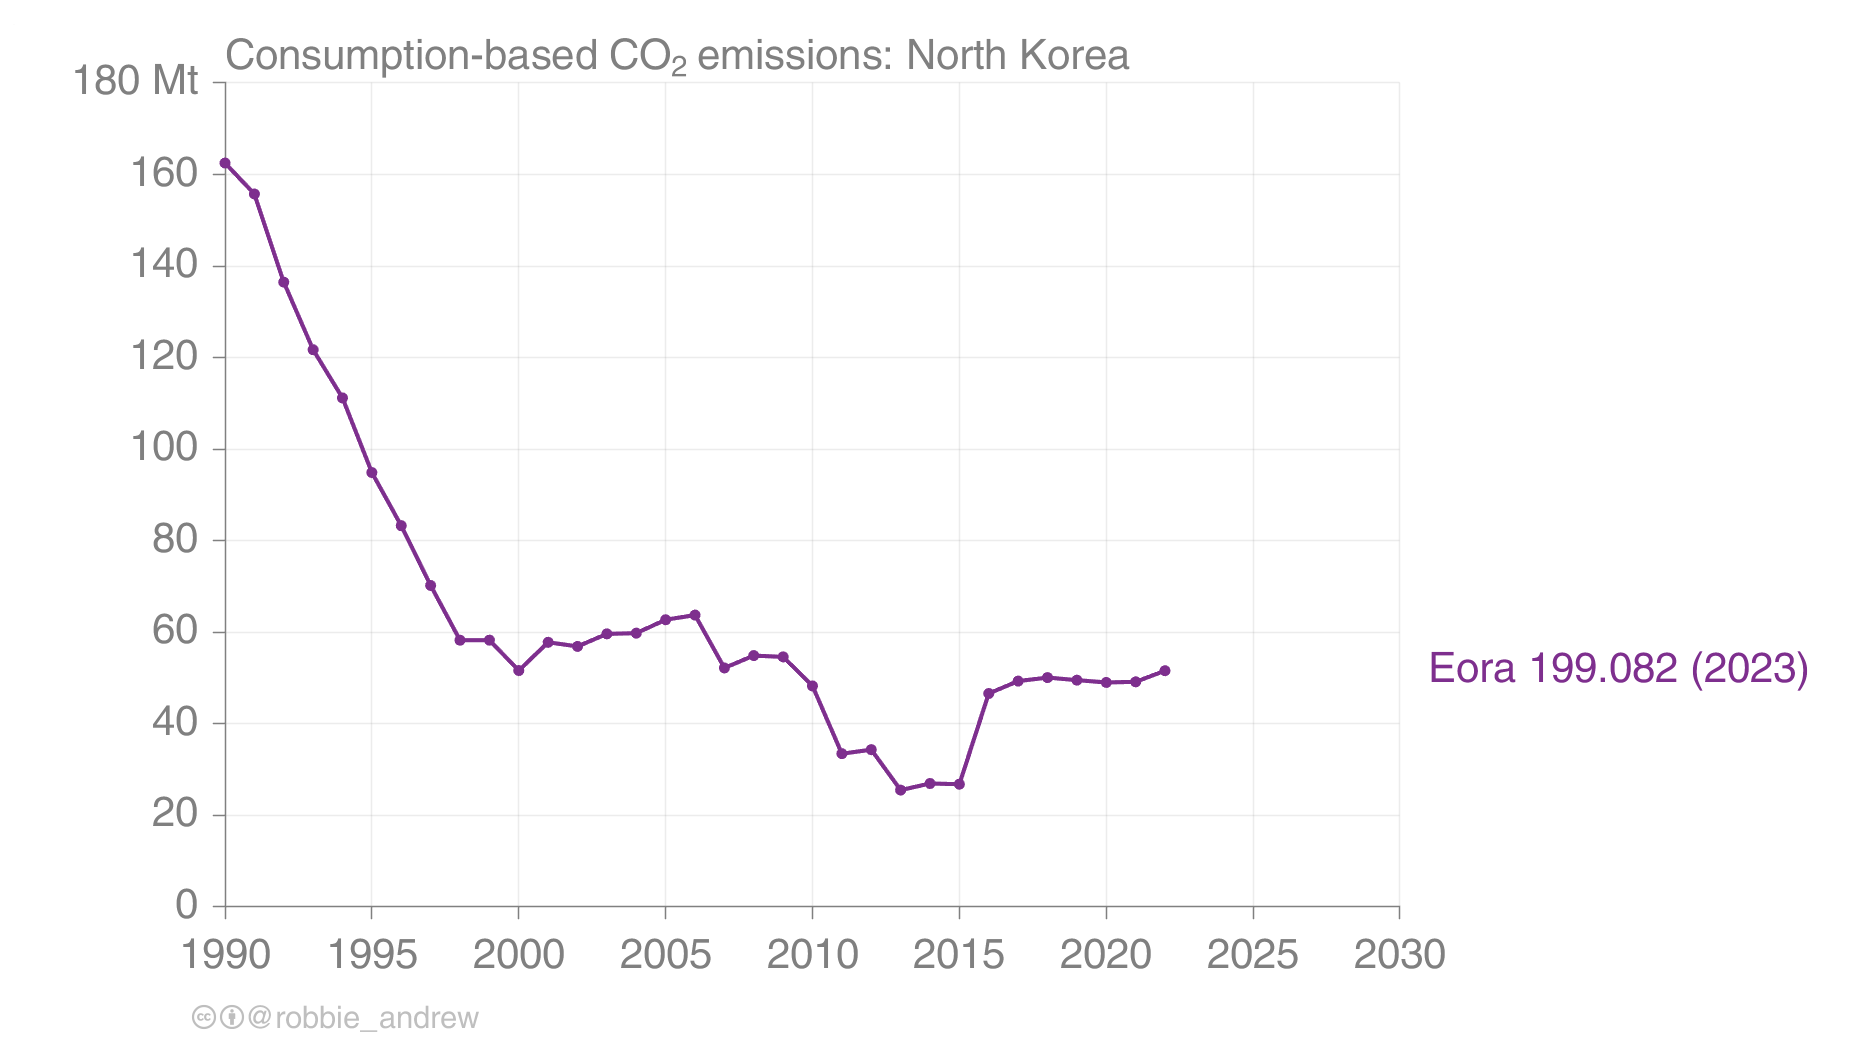 Consumption-based CO₂ emissions: North Korea
180 Mt
160
140
120
100
80
60
40
20
0
1990 1995 2000 2005 2010 2015 2020 2025 2030
Eora 199.082 (2023)
cc @robbie_andrew